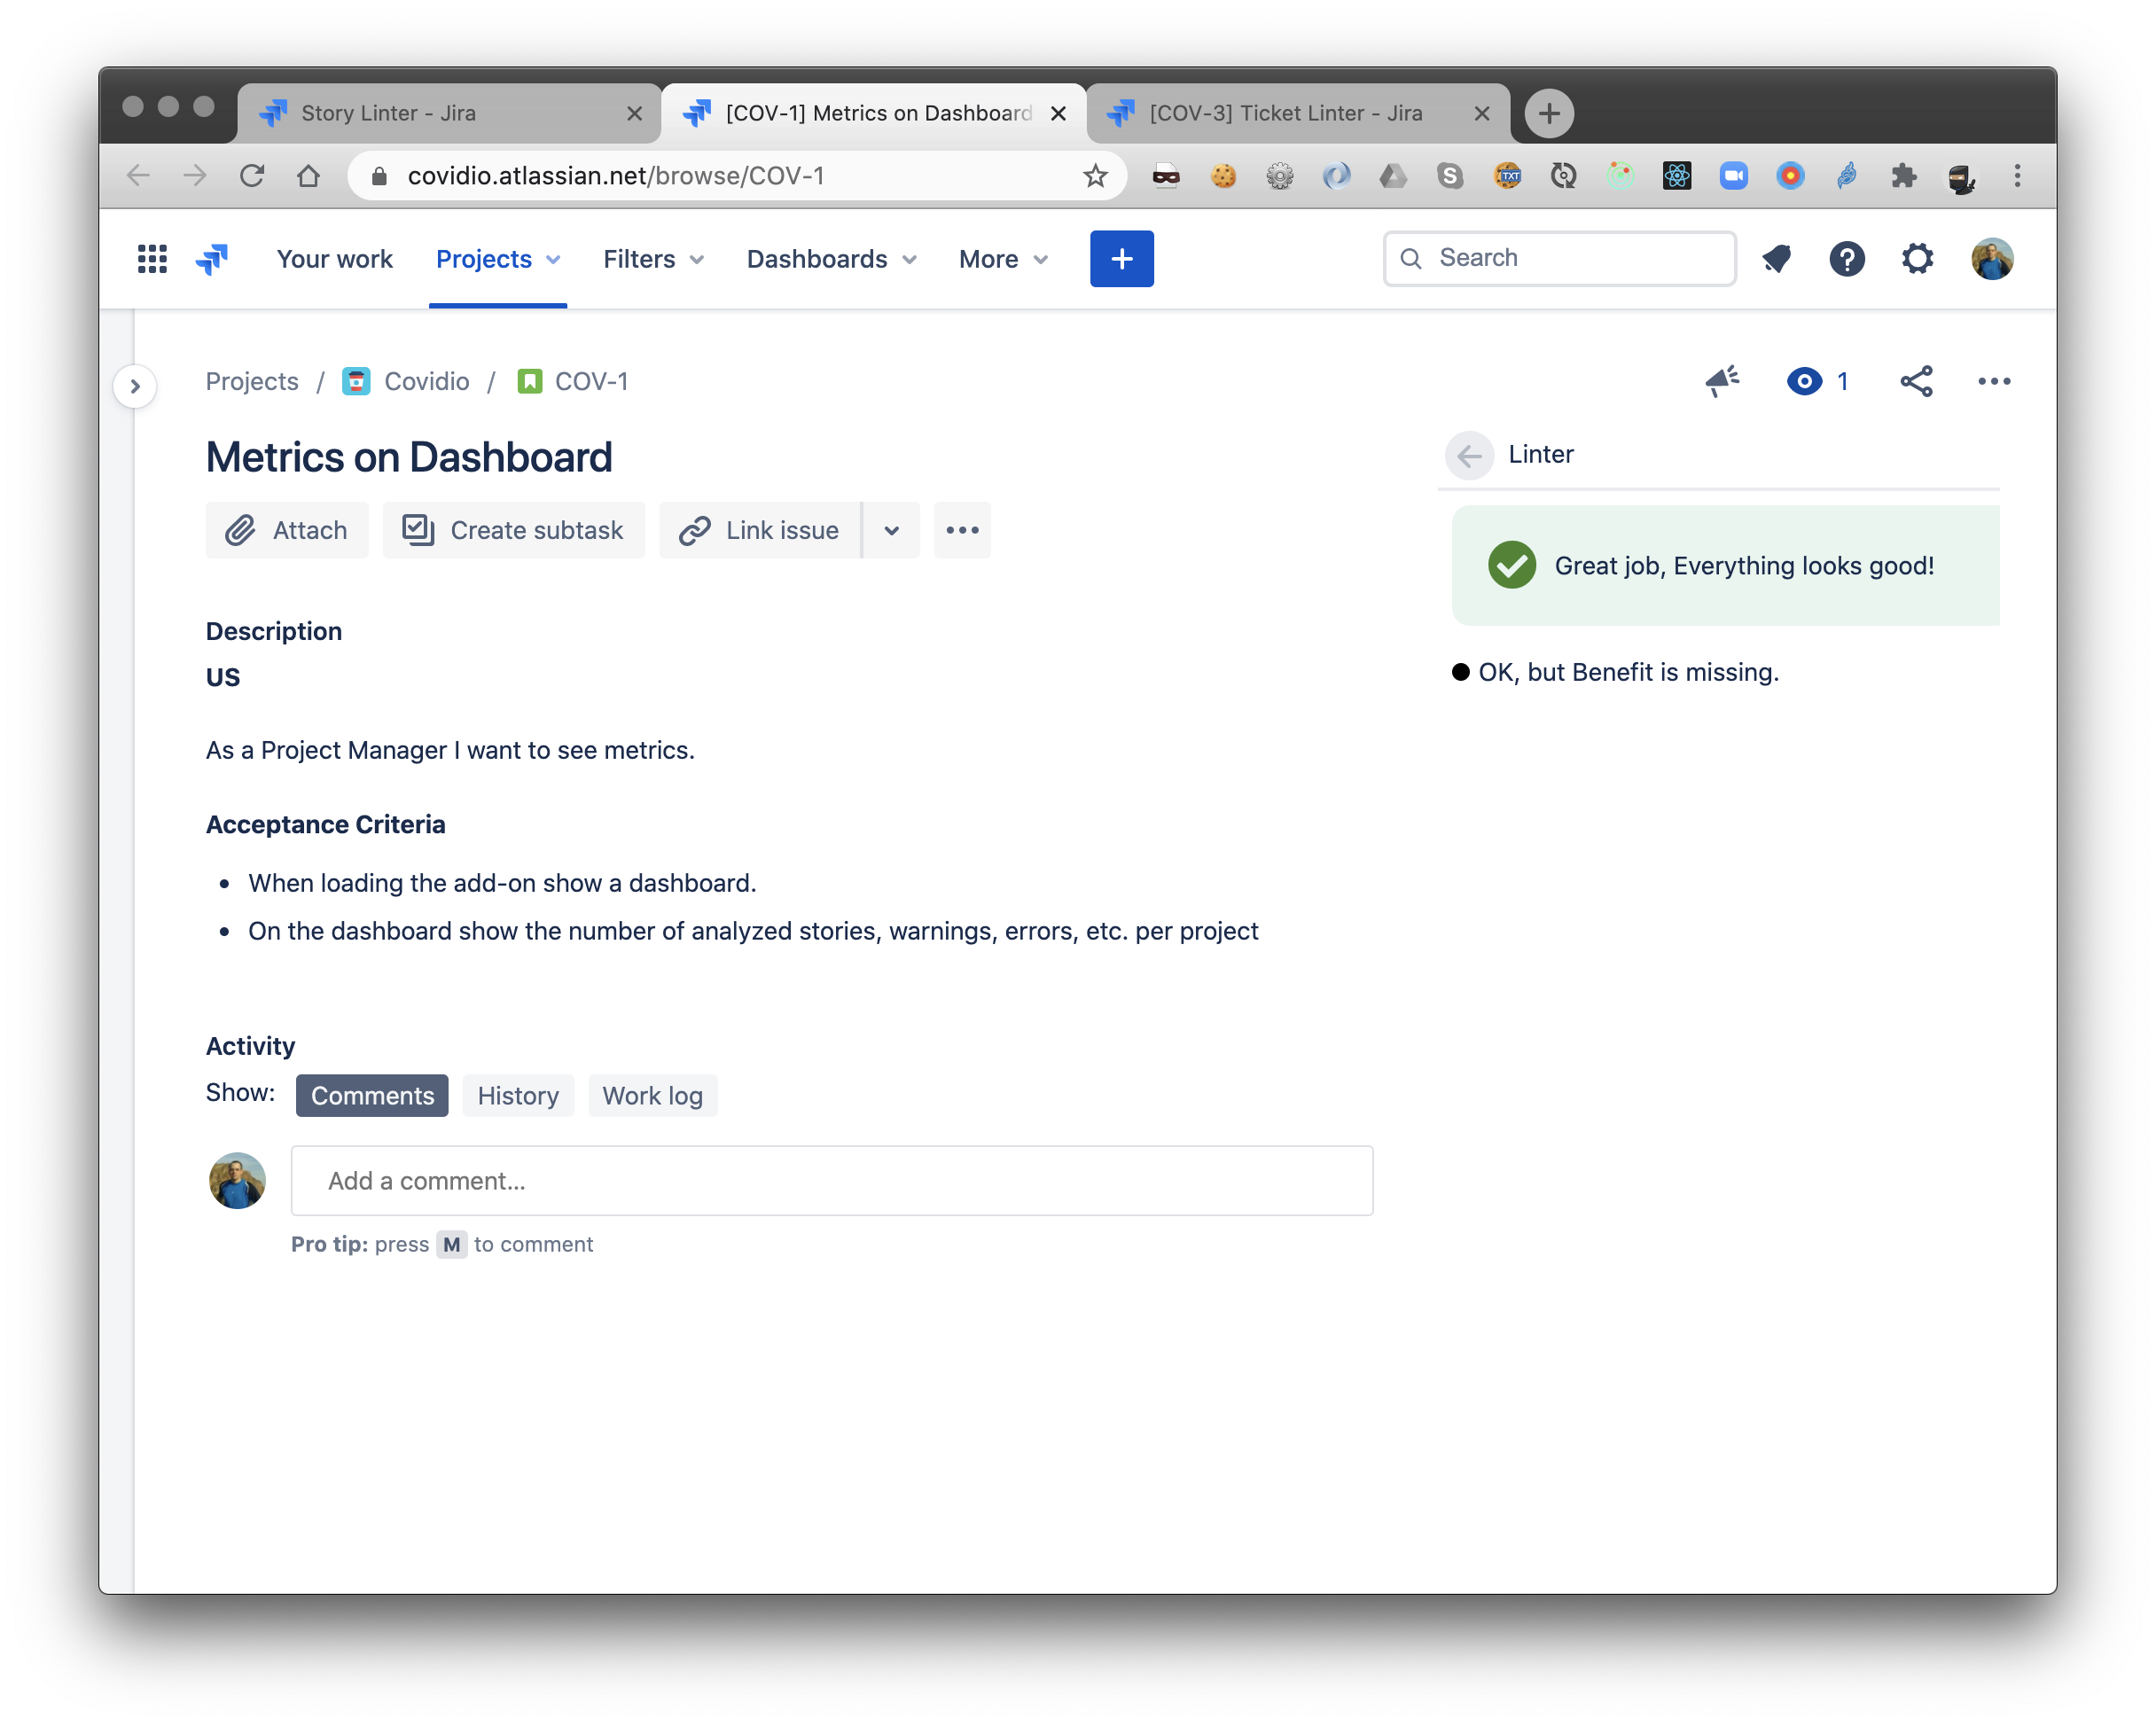 Story Linter - Jira
[COV-1] Metrics on Dashboard
[COV-3] Ticket Linter - Jira
covidio.atlassian.net/browse/COV-1
S
TXT
Your work
Projects
Filters
Dashboards
More
+
Search
?
Projects / Covidio / COV-1
1
Metrics on Dashboard
Attach
Create subtask
Link issue
Linter
Great job, Everything looks good!
OK, but Benefit is missing.
Description
US
As a Project Manager I want to see metrics.
Acceptance Criteria
• When loading the add-on show a dashboard.
• On the dashboard show the number of analyzed stories, warnings, errors, etc. per project
Activity
Show: Comments History Work log
Add a comment...
Pro tip: press M to comment